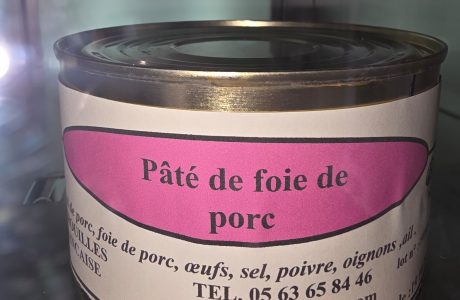 Pâté de foie de
porc
de porc, foie de porc, œufs, sel, poivre, oignons, ail.
lot n°
TEL. 05 63 65 84 46